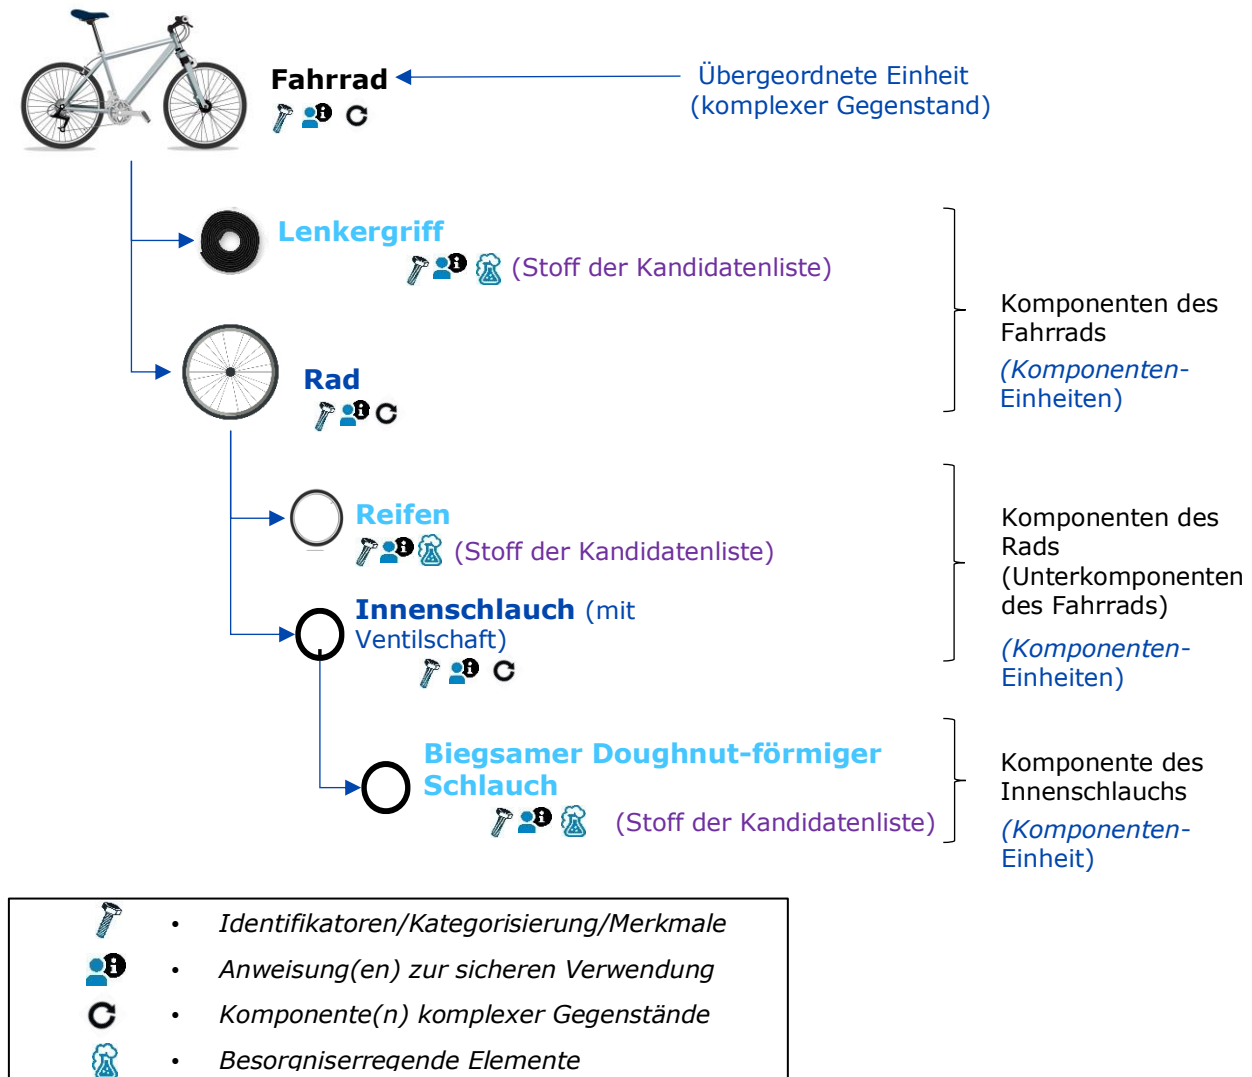 Fahrrad
Übergeordnete Einheit
(komplexer Gegenstand)
Lenkergriff
(Stoff der Kandidatenliste)
Komponenten des
Fahrrads
(Komponenten-
Einheiten)
Rad
Reifen
(Stoff der Kandidatenliste)
Innenschlauch (mit
Ventilschaft)
Komponenten des
Rads
(Unterkomponenten
des Fahrrads)
(Komponenten-
Einheiten)
Biegsamer Doughnut-förmiger
Schlauch
(Stoff der Kandidatenliste)
Komponente des
Innenschlauchs
(Komponenten-
Einheit)
• Identifikatoren/Kategorisierung/Merkmale
• Anweisung(en) zur sicheren Verwendung
• Komponente(n) komplexer Gegenstände
• Besorgniserregende Elemente